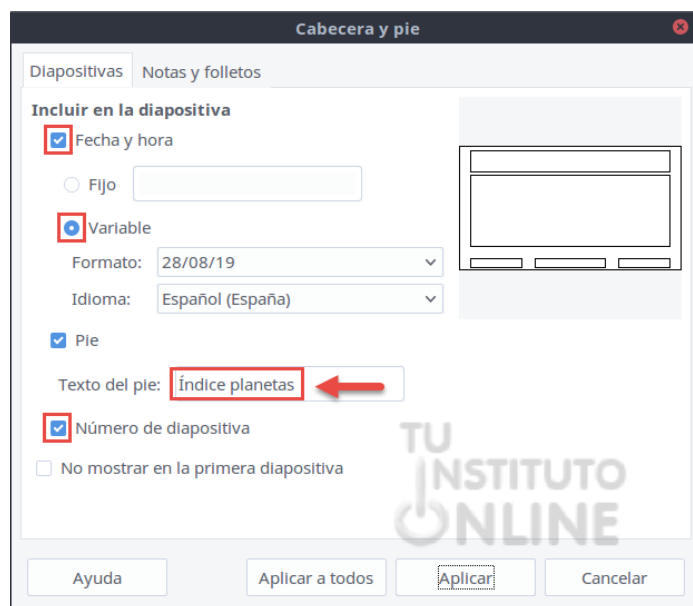 Cabecera y pie
Diapositivas Notas y folletos
Incluir en la diapositiva
Fecha y hora
Fijo
Variable
Formato: 28/08/19
Idioma: Español (España)
Pie
Texto del pie: Índice planetas
Número de diapositiva
No mostrar en la primera diapositiva
TU
INSTITUTO
ONLINE
Ayuda Aplicar a todos Aplicar Cancelar